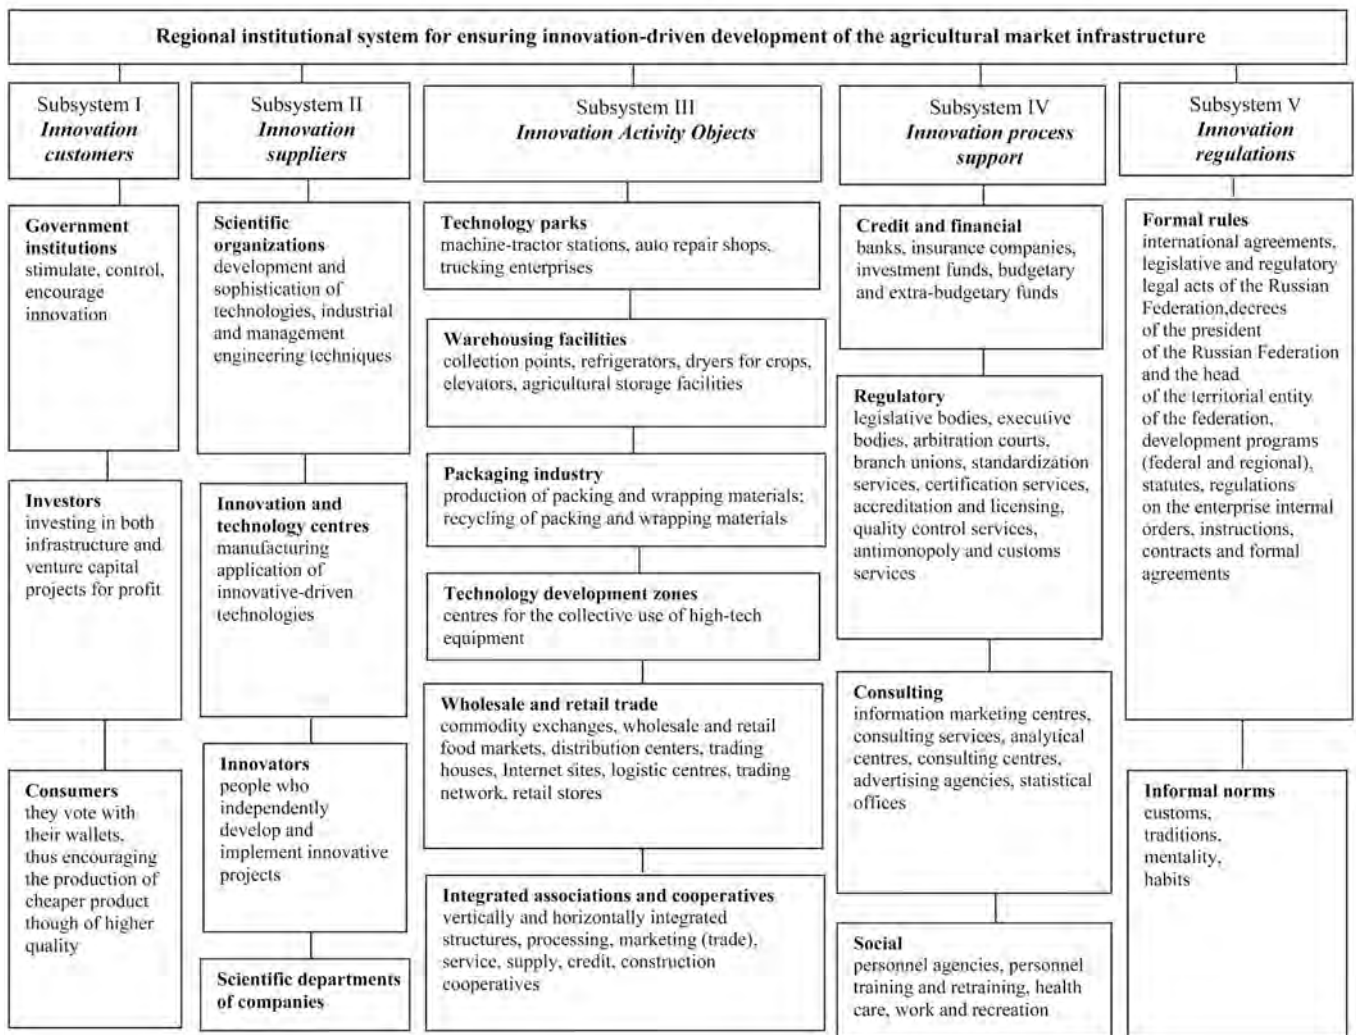 Regional institutional system for ensuring innovation-driven development of the agricultural market infrastructure
Subsystem I
Innovation
customers
Government
institutions
stimulate, control,
encourage
innovation
Investors
investing in both
infrastructure and
venture capital
projects for profit
Consumers
they vote with
their wallets,
thus encouraging
the production of
cheaper product
though of higher
quality
Subsystem II
Innovation
suppliers
Scientific
organizations
development and
sophistication of
technologies, industrial
and management
engineering techniques
Innovation and
technology centres
manufacturing
application of
innovative-driven
technologies
Innovators
people who
independently
develop and
implement innovative
projects
Scientific departments
of companies
Subsystem III
Innovation Activity Objects
Technology parks
machine-tractor stations, auto repair shops,
trucking enterprises
Warehousing facilities
collection points, refrigerators, dryers for crops,
elevators, agricultural storage facilities
Packaging industry
production of packing and wrapping materials;
recycling of packing and wrapping materials
Technology development zones
centres for the collective use of high-tech
equipment
Wholesale and retail trade
commodity exchanges, wholesale and retail
food markets, distribution centers, trading
houses, Internet sites, logistic centres, trading
network, retail stores
Integrated associations and cooperatives
vertically and horizontally integrated
structures, processing, marketing (trade),
service, supply, credit, construction
cooperatives
Subsystem IV
Innovation process
support
Credit and financial
banks, insurance companies,
investment funds, budgetary
and extra-budgetary funds
Regulatory
legislative bodies, executive
bodies, arbitration courts,
branch unions, standardization
services, certification services,
accreditation and licensing,
quality control services,
antimonopoly and customs
services
Consulting
information marketing centres,
consulting services, analytical
centres, consulting centres,
advertising agencies, statistical
offices
Social
personnel agencies, personnel
training and retraining, health
care, work and recreation
Subsystem V
Innovation
regulations
Formal rules
international agreements,
legislative and regulatory
legal acts of the Russian
Federation,decrees
of the president
of the Russian Federation
and the head
of the territorial entity
of the federation,
development programs
(federal and regional),
statutes, regulations
on the enterprise internal
orders, instructions,
contracts and formal
agreements
Informal norms
customs,
traditions,
mentality,
habits